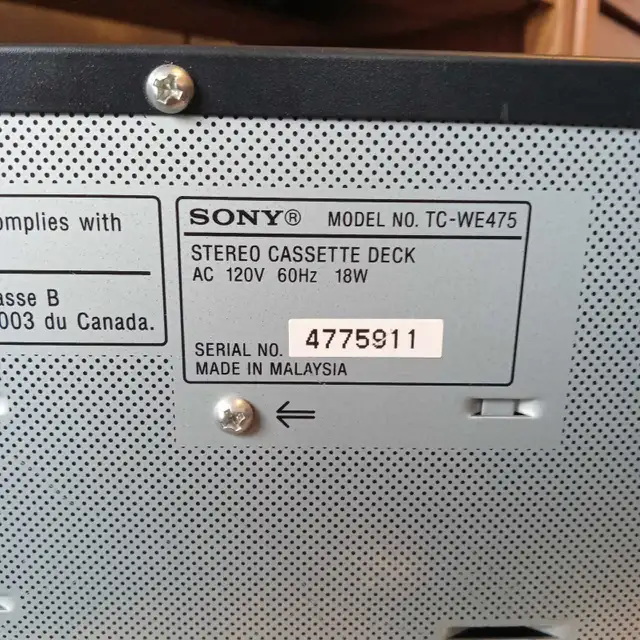 omplies with
asse B
003 du Canada.
SONY® MODEL NO. TC-WE475
STEREO CASSETTE DECK
AC 120V 60Hz 18W
SERIAL NO. 4775911
MADE IN MALAYSIA